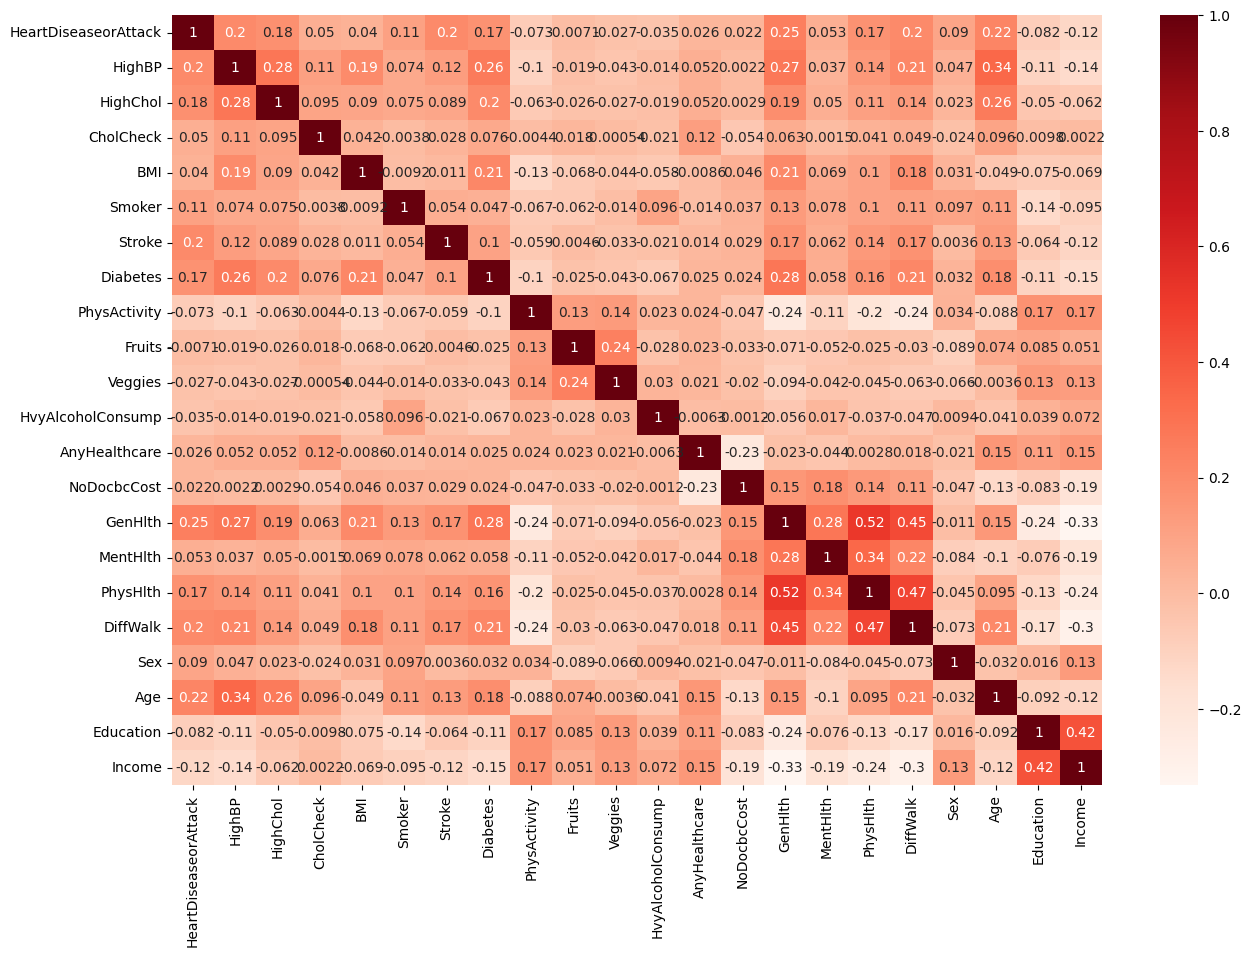 HeartDiseaseorAttack 1 0.2 0.18 0.05 0.04 0.11 0.2 0.17 -0.073 -0.0071 -0.027 -0.035 0.026 0.022 0.25 0.053 0.17 0.2 0.09 0.22 -0.082 -0.12
HighBP 0.2 1 0.28 0.11 0.19 0.074 0.12 0.26 -0.1 -0.019 -0.043 -0.014 0.052 0.0022 0.27 0.037 0.14 0.21 0.047 0.34 -0.11 -0.14
HighChol 0.18 0.28 1 0.095 0.09 0.075 0.089 0.2 -0.063 -0.026 -0.027 -0.019 0.052 0.0029 0.19 0.05 0.11 0.14 0.023 0.26 -0.05 -0.062
CholCheck 0.05 0.11 0.095 1 0.042 -0.0038 0.028 0.076 -0.0044 0.018 -0.00054 -0.021 0.12 -0.054 0.063 -0.0015 0.041 0.049 -0.024 0.096 -0.0098 0.0022
BMI 0.04 0.19 0.09 0.042 1 -0.0092 0.011 0.21 -0.13 -0.068 -0.044 -0.058 -0.0086 0.046 0.21 0.069 0.1 0.18 0.031 -0.049 -0.075 -0.069
Smoker 0.11 0.074 0.075 -0.0038 -0.0092 1 0.054 0.047 -0.067 -0.062 -0.014 0.096 -0.014 0.037 0.13 0.078 0.1 0.11 0.097 0.11 -0.14 -0.095
Stroke 0.2 0.12 0.089 0.028 0.011 0.054 1 0.1 -0.059 -0.0046 -0.033 -0.021 0.014 0.029 0.17 0.062 0.14 0.17 0.0036 0.13 -0.064 -0.12
Diabetes 0.17 0.26 0.2 0.076 0.21 0.047 0.1 1 -0.1 -0.025 -0.043 -0.067 0.025 0.024 0.28 0.058 0.16 0.21 0.032 0.18 -0.11 -0.15
PhysActivity -0.073 -0.1 -0.063 -0.0044 -0.13 -0.067 -0.059 -0.1 1 0.13 0.14 0.023 0.024 -0.047 -0.24 -0.11 -0.2 -0.24 0.034 -0.088 0.17 0.17
Fruits -0.0071 -0.019 -0.026 0.018 -0.068 -0.062 -0.0046 -0.025 0.13 1 0.24 -0.028 0.023 -0.033 -0.071 -0.052 -0.025 -0.03 -0.089 0.074 0.085 0.051
Veggies -0.027 -0.043 -0.027 -0.00054 -0.044 -0.014 -0.033 -0.043 0.14 0.24 1 0.03 0.021 -0.02 -0.094 -0.042 -0.045 -0.063 -0.066 -0.0036 0.13 0.13
HvyAlcoholConsump -0.035 -0.014 -0.019 -0.021 -0.058 0.096 -0.021 -0.067 0.023 -0.028 0.03 1 -0.0063 -0.0012 -0.056 0.017 -0.037 -0.047 0.0094 -0.041 0.039 0.072
AnyHealthcare 0.026 0.052 0.052 0.12 -0.0086 -0.014 0.014 0.025 0.024 0.023 0.021 -0.0063 1 -0.23 -0.023 -0.044 0.0028 0.018 -0.021 0.15 0.11 0.15
NoDocbcCost 0.022 0.0022 0.0029 -0.054 0.046 0.037 0.029 0.024 -0.047 -0.033 -0.02 -0.0012 -0.23 1 0.15 0.18 0.14 0.11 -0.047 -0.13 -0.083 -0.19
GenHlth 0.25 0.27 0.19 0.063 0.21 0.13 0.17 0.28 -0.24 -0.071 -0.094 -0.056 -0.023 0.15 1 0.28 0.52 0.45 -0.011 0.15 -0.24 -0.33
MentHlth 0.053 0.037 0.05 -0.0015 0.069 0.078 0.062 0.058 -0.11 -0.052 -0.042 0.017 -0.044 0.18 0.28 1 0.34 0.22 -0.084 -0.1 -0.076 -0.19
PhysHlth 0.17 0.14 0.11 0.041 0.1 0.1 0.14 0.16 -0.2 -0.025 -0.045 -0.037 0.0028 0.14 0.52 0.34 1 0.47 -0.045 0.095 -0.13 -0.24
DiffWalk 0.2 0.21 0.14 0.049 0.18 0.11 0.17 0.21 -0.24 -0.03 -0.063 -0.047 0.018 0.11 0.45 0.22 0.47 1 -0.073 0.21 -0.17 -0.3
Sex 0.09 0.047 0.023 -0.024 0.031 0.097 0.0036 0.032 0.034 -0.089 -0.066 0.0094 -0.021 -0.047 -0.011 -0.084 -0.045 -0.073 1 -0.032 0.016 0.13
Age 0.22 0.34 0.26 0.096 -0.049 0.11 0.13 0.18 -0.088 0.074 -0.0036 -0.041 0.15 -0.13 0.15 -0.1 0.095 0.21 -0.032 1 -0.092 -0.12
Education -0.082 -0.11 -0.05 -0.0098 -0.075 -0.14 -0.064 -0.11 0.17 0.085 0.13 0.039 0.11 -0.083 -0.24 -0.076 -0.13 -0.17 0.016 -0.092 1 0.42
Income -0.12 -0.14 -0.062 0.0022 -0.069 -0.095 -0.12 -0.15 0.17 0.051 0.13 0.072 0.15 -0.19 -0.33 -0.19 -0.24 -0.3 0.13 -0.12 0.42 1
HeartDiseaseorAttack
HighBP
HighChol
CholCheck
BMI
Smoker
Stroke
Diabetes
PhysActivity
Fruits
Veggies
HvyAlcoholConsump
AnyHealthcare
NoDocbcCost
GenHlth
MentHlth
PhysHlth
DiffWalk
Sex
Age
Education
Income
1.0
0.8
0.6
0.4
0.2
0.0
−0.2